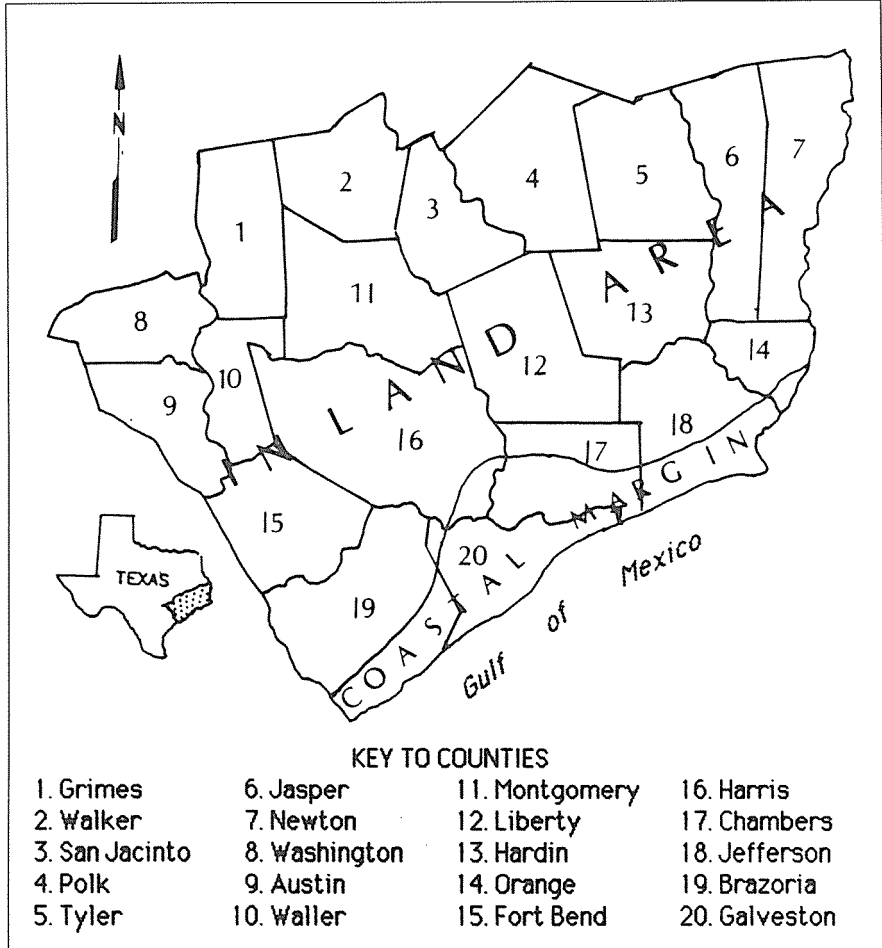 N
1
2
3
4
5
6
7
8
9
10
11
12
13
14
15
16
17
18
19
20
INLAND AREA
COASTAL MARGIN
Gulf of Mexico
TEXAS
KEY TO COUNTIES
1. Grimes
2. Walker
3. San Jacinto
4. Polk
5. Tyler
6. Jasper
7. Newton
8. Washington
9. Austin
10. Waller
11. Montgomery
12. Liberty
13. Hardin
14. Orange
15. Fort Bend
16. Harris
17. Chambers
18. Jefferson
19. Brazoria
20. Galveston